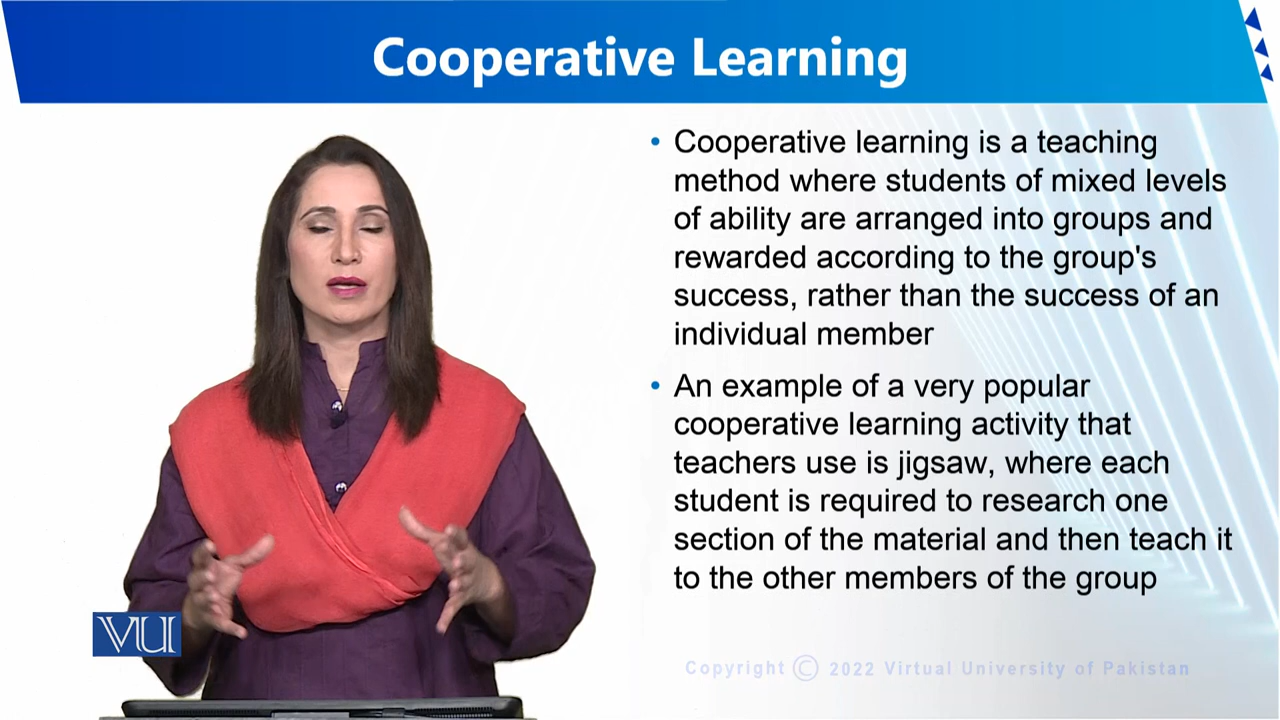 Cooperative Learning
• Cooperative learning is a teaching
method where students of mixed levels
of ability are arranged into groups and
rewarded according to the group's
success, rather than the success of an
individual member
• An example of a very popular
cooperative learning activity that
teachers use is jigsaw, where each
student is required to research one
section of the material and then teach it
to the other members of the group
VU
Copyright © 2022 Virtual University of Pakistan